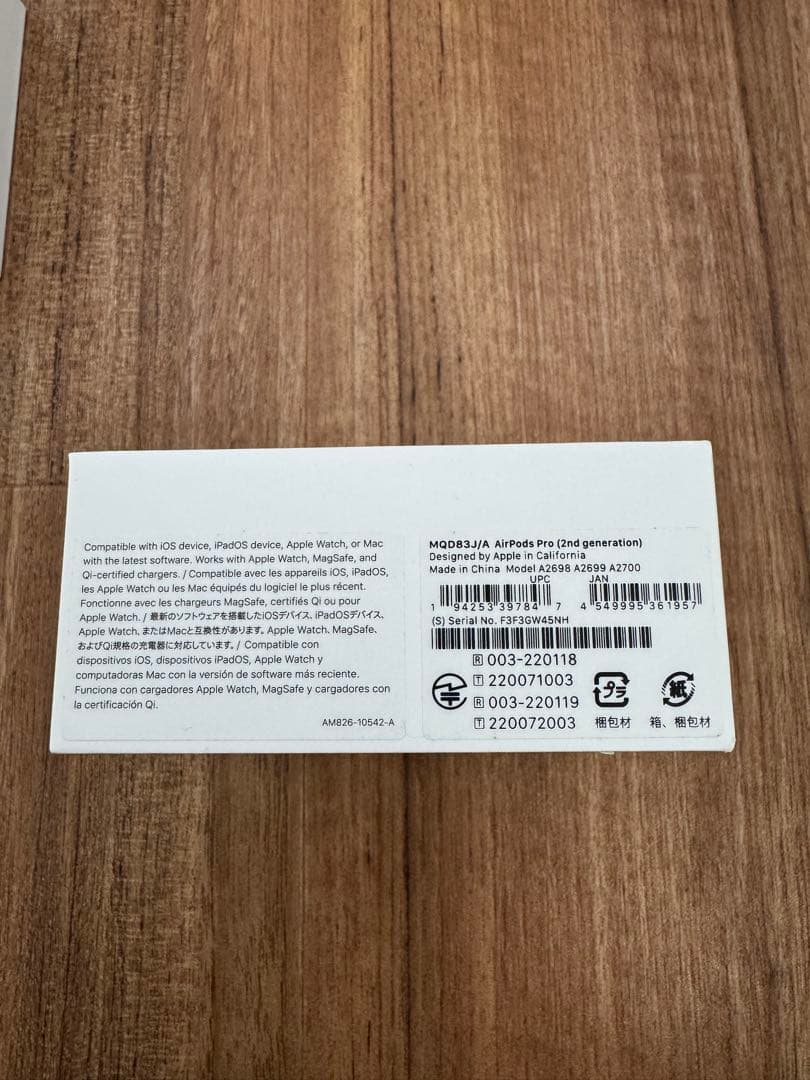 Compatible with iOS device, iPadOS device, Apple Watch, or Mac
with the latest software. Works with Apple Watch, MagSafe, and
Qi-certified chargers. / Compatible avec les appareils iOS, iPadOS,
les Apple Watch ou les Mac équipés du logiciel le plus récent.
Fonctionne avec les chargeurs MagSafe, certifiés Qi ou pour
Apple Watch. / 最新のソフトウェアを搭載したiOSデバイス、iPadOSデバイス、
Apple Watch、またはMacと互換性があります。Apple Watch、MagSafe、
およびQi規格の充電器に対応しています。/ Compatible con
dispositivos iOS, dispositivos iPadOS, Apple Watch y
computadoras Mac con la versión de software más reciente.
Funciona con cargadores Apple Watch, MagSafe y cargadores con
la certificación Qi.
AM826-10542-A
MQD83J/A AirPods Pro (2nd generation)
Designed by Apple in California
Made in China Model A2698 A2699 A2700
UPC JAN
1 94253 39784 7 4 549995 361957
(S) Serial No. F3F3GW45NH
R 003-220118
T 220071003
R 003-220119
T 220072003
プラ
梱包材
紙
箱、梱包材